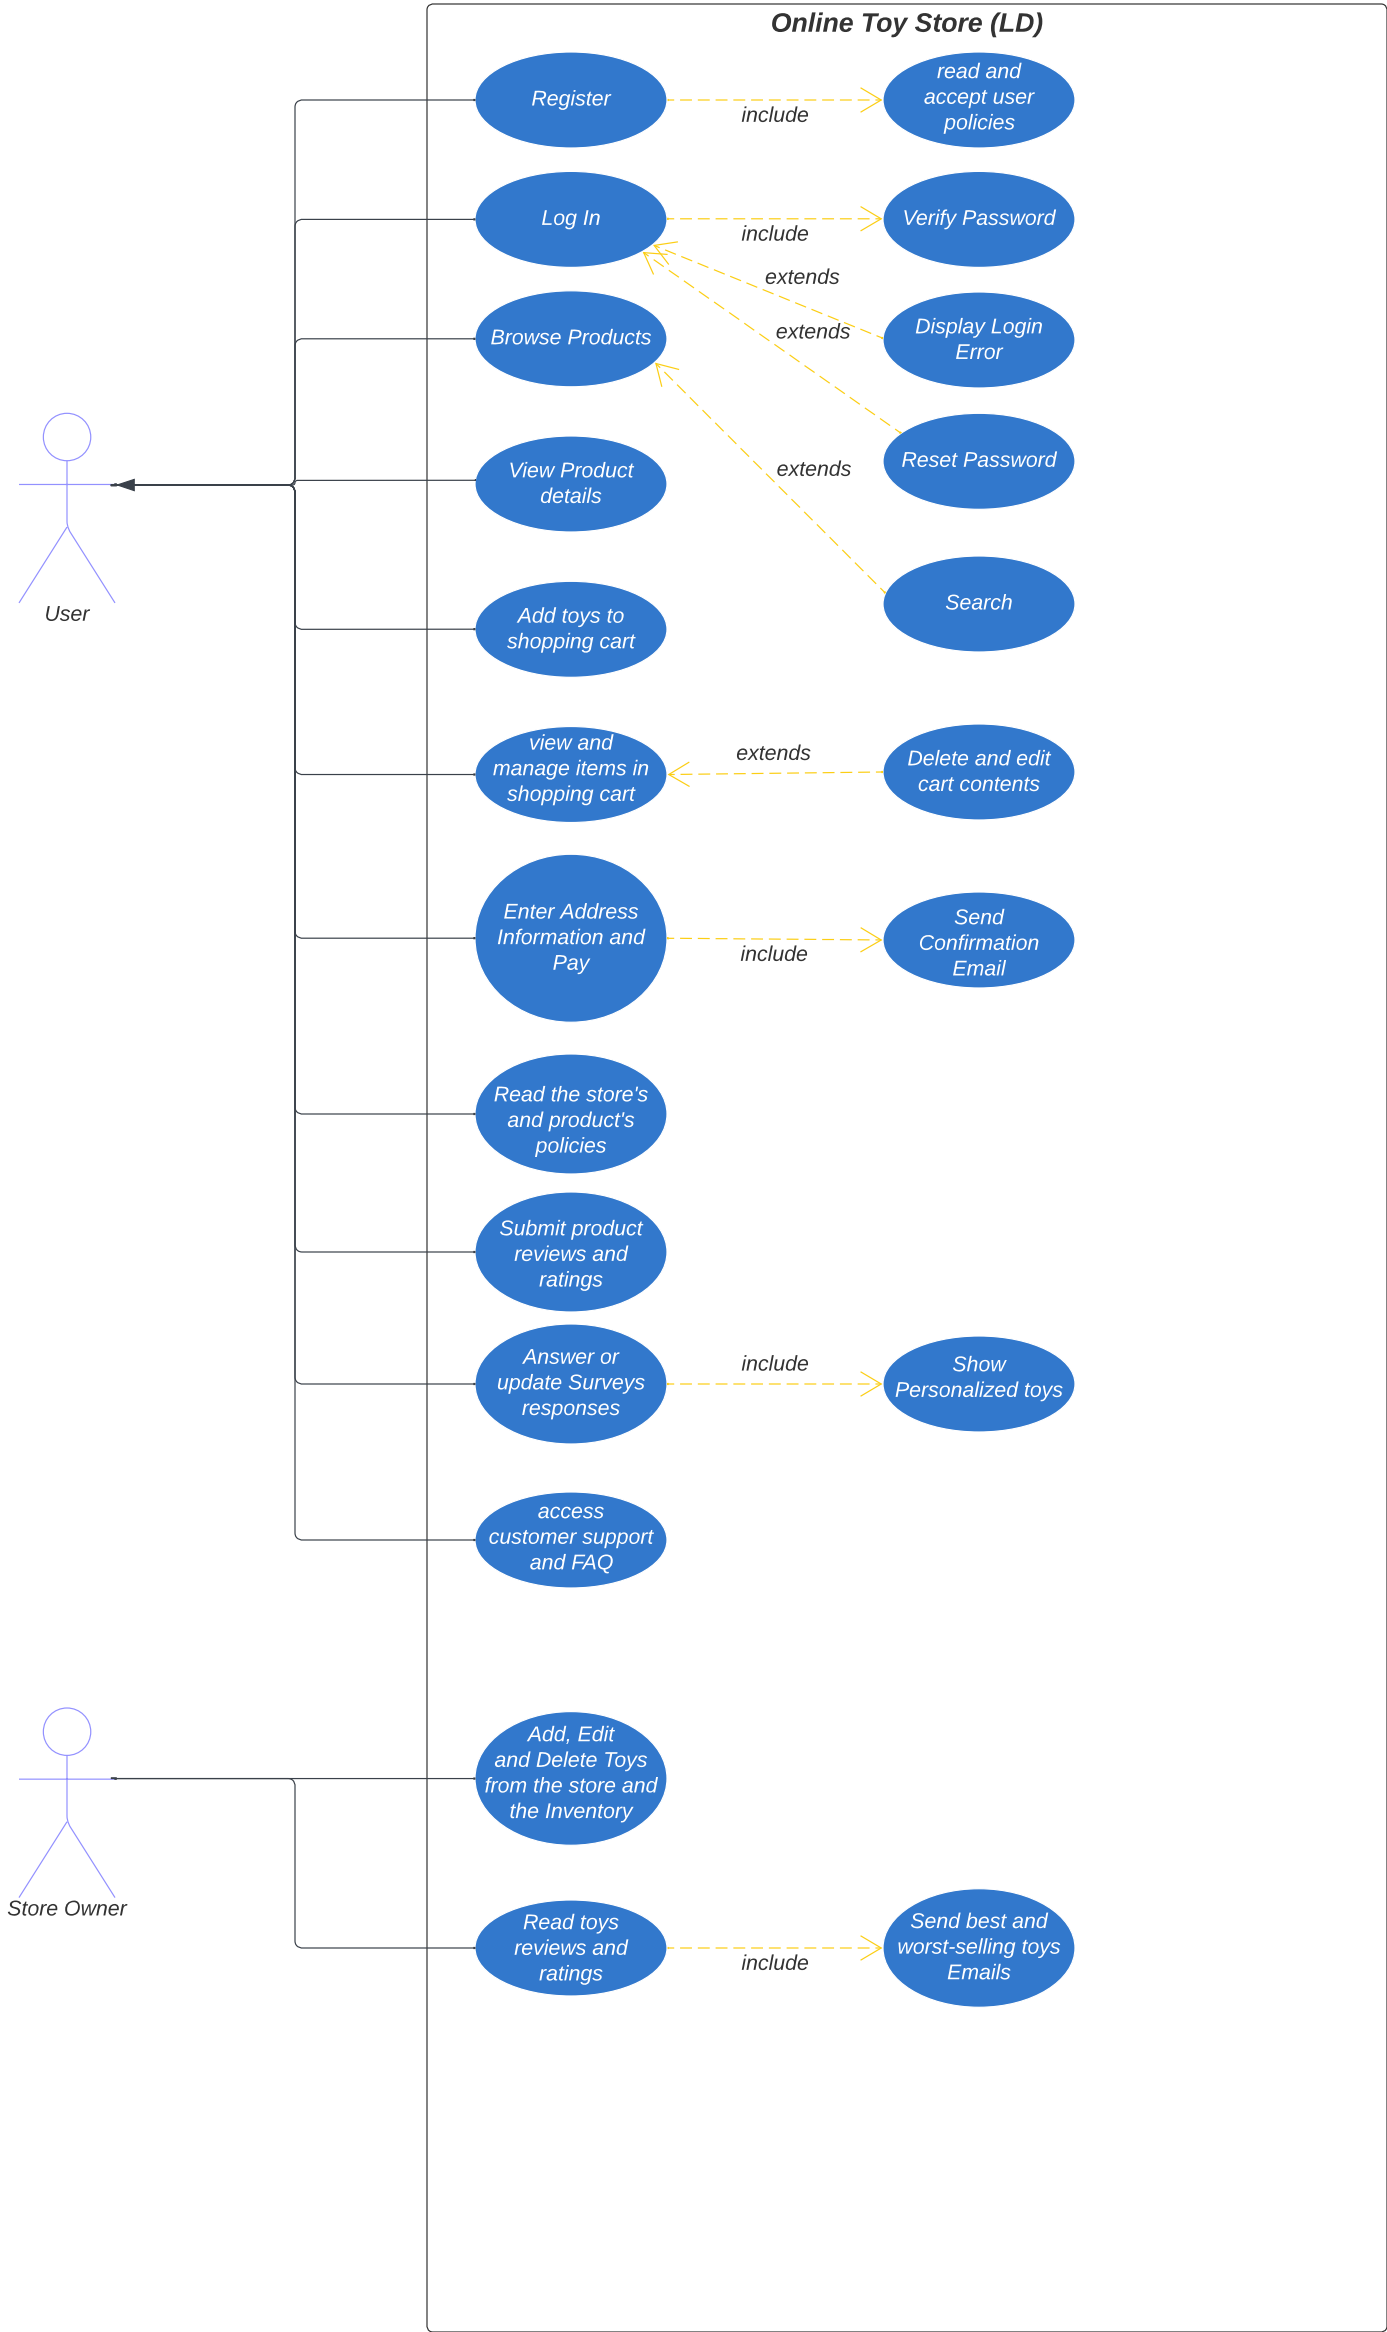 Online Toy Store (LD)
Register
include
read and
accept user
policies
Log In
include
Verify Password
extends
Display Login
Error
extends
Reset Password
Browse Products
extends
Search
View Product
details
User
Add toys to
shopping cart
view and
manage items in
shopping cart
extends
Delete and edit
cart contents
Enter Address
Information and
Pay
include
Send
Confirmation
Email
Read the store's
and product's
policies
Submit product
reviews and
ratings
Answer or
update Surveys
responses
include
Show
Personalized toys
access
customer support
and FAQ
Store Owner
Add, Edit
and Delete Toys
from the store and
the Inventory
Read toys
reviews and
ratings
include
Send best and
worst-selling toys
Emails